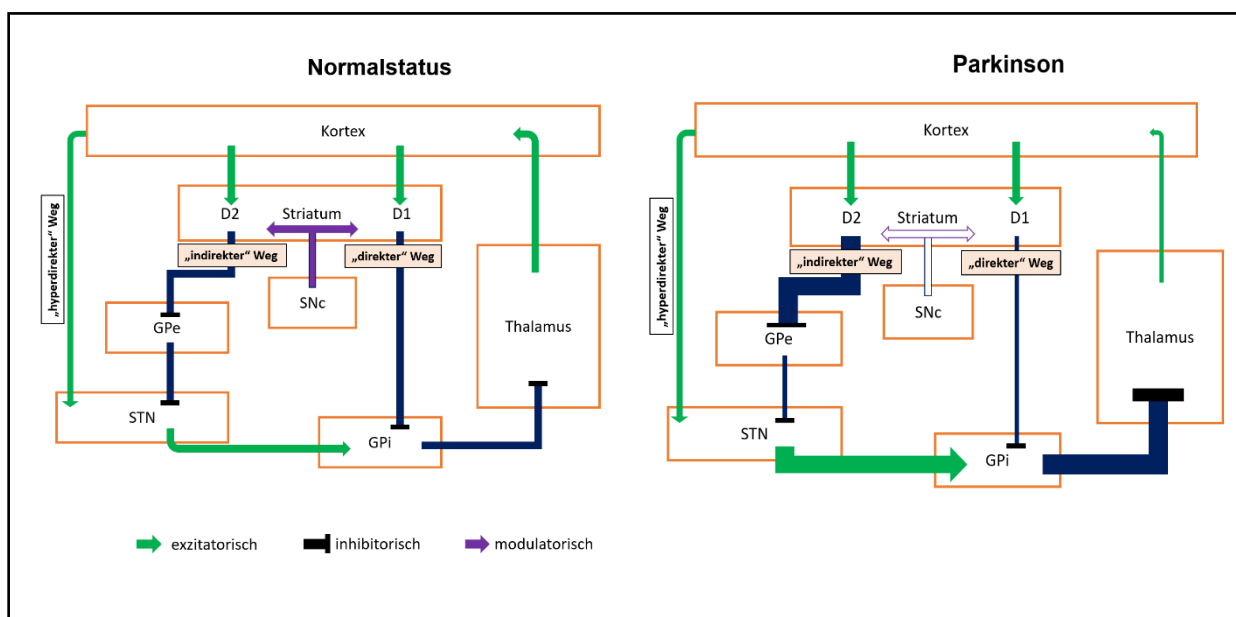 Normalstatus
Kortex
„hyperdirekter“ Weg
D2
Striatum
D1
„indirekter“ Weg
„direkter“ Weg
SNc
GPe
Thalamus
STN
GPi
Parkinson
Kortex
„hyperdirekter“ Weg
D2
Striatum
D1
„indirekter“ Weg
„direkter“ Weg
SNc
GPe
Thalamus
STN
GPi
exzitatorisch
inhibitorisch
modulatorisch